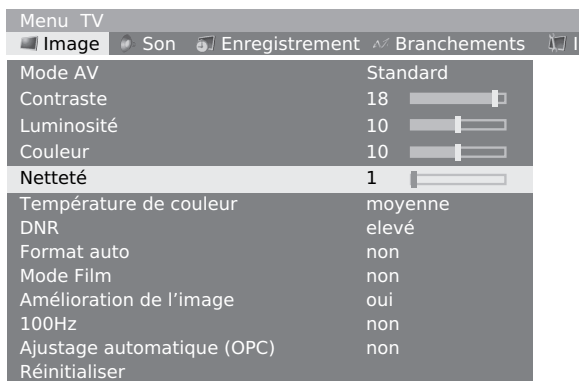 Menu TV
Image Son Enregistrement Branchements
Mode AV Standard
Contraste 18
Luminosité 10
Couleur 10
Netteté 1
Température de couleur moyenne
DNR elevé
Format auto non
Mode Film non
Amélioration de l'image oui
100Hz non
Ajustage automatique (OPC) non
Réinitialiser